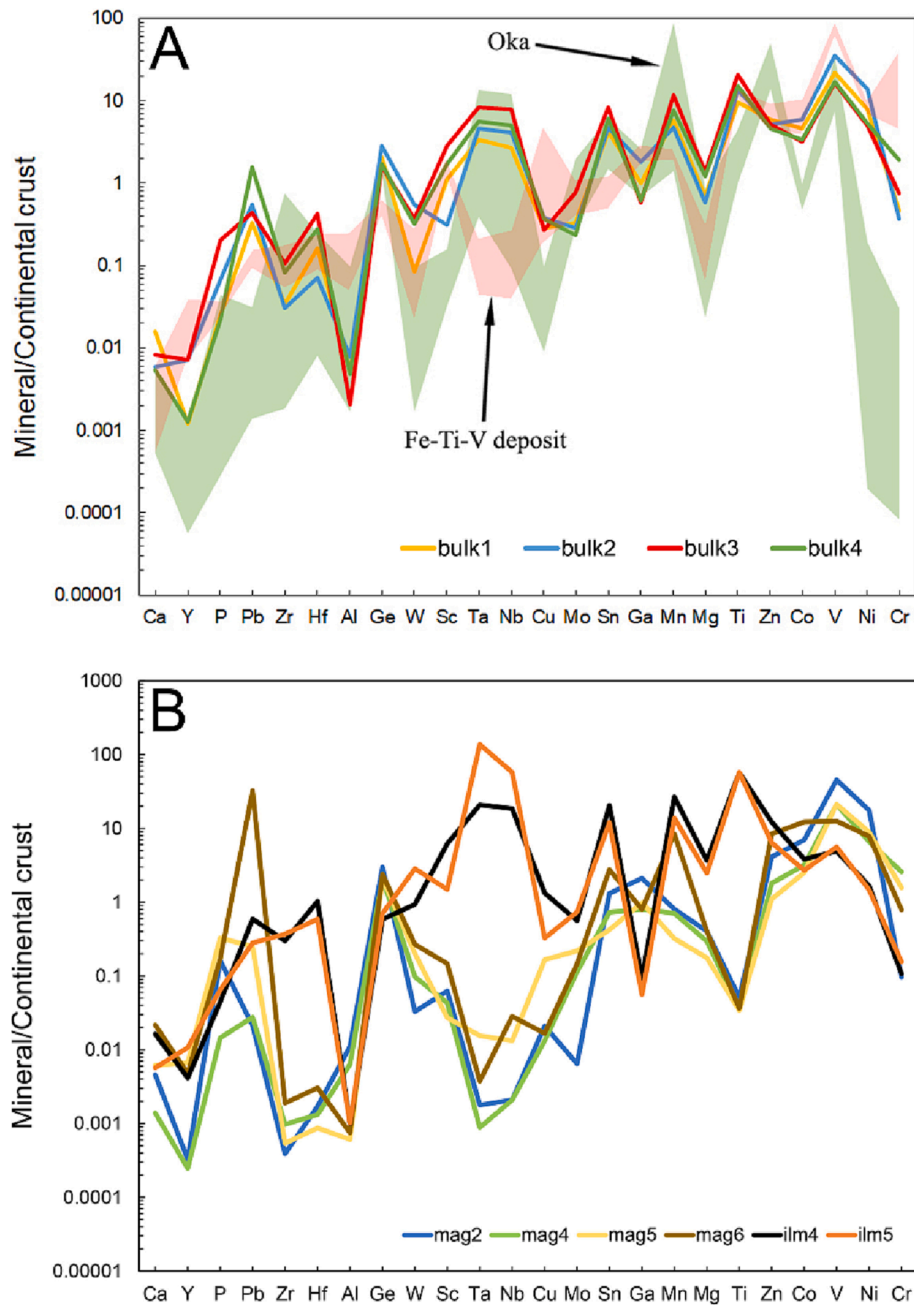 A
Mineral/Continental crust
100
10
1
0.1
0.01
0.001
0.0001
0.00001
Oka
Fe-Ti-V deposit
bulk1 bulk2 bulk3 bulk4
Ca Y P Pb Zr Hf Al Ge W Sc Ta Nb Cu Mo Sn Ga Mn Mg Ti Zn Co V Ni Cr
B
Mineral/Continental crust
1000
100
10
1
0.1
0.01
0.001
0.0001
0.00001
mag2 mag4 mag5 mag6 ilm4 ilm5
Ca Y P Pb Zr Hf Al Ge W Sc Ta Nb Cu Mo Sn Ga Mn Mg Ti Zn Co V Ni Cr